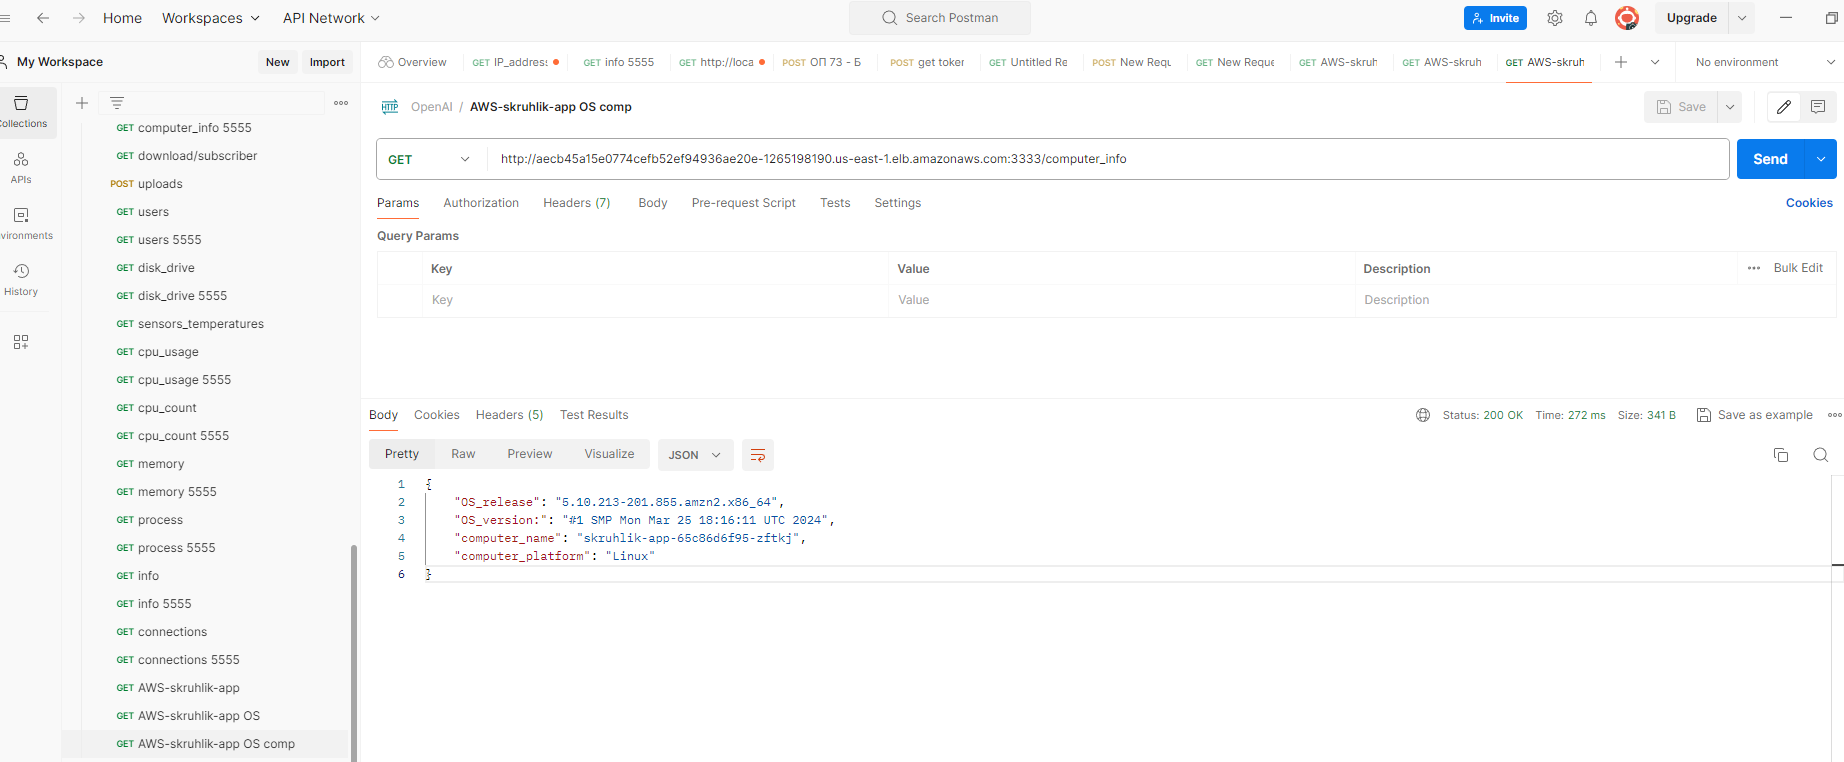 Home Workspaces API Network Search Postman Invite Upgrade
My Workspace New Import
Overview GET IP_address GET info 5555 GET http://loca POST ОП 73 - Б POST get token GET Untitled Re POST New Requ GET New Reque GET AWS-skruh GET AWS-skruh GET AWS-skruh No environment
Collections
APIs
vironments
History
GET computer_info 5555
GET download/subscriber
POST uploads
GET users
GET users 5555
GET disk_drive
GET disk_drive 5555
GET sensors_temperatures
GET cpu_usage
GET cpu_usage 5555
GET cpu_count
GET cpu_count 5555
GET memory
GET memory 5555
GET process
GET process 5555
GET info
GET info 5555
GET connections
GET connections 5555
GET AWS-skruhlik-app
GET AWS-skruhlik-app OS
GET AWS-skruhlik-app OS comp
HTTP OpenAI / AWS-skruhlik-app OS comp Save
GET http://aecb45a15e0774cefb52ef94936ae20e-1265198190.us-east-1.elb.amazonaws.com:3333/computer_info Send
Params Authorization Headers (7) Body Pre-request Script Tests Settings Cookies
Query Params
Key Value Description Bulk Edit
Key Value Description
Body Cookies Headers (5) Test Results Status: 200 OK Time: 272 ms Size: 341 B Save as example
Pretty Raw Preview Visualize JSON
1 {
2 "OS_release": "5.10.213-201.855.amzn2.x86_64",
3 "OS_version:": "#1 SMP Mon Mar 25 18:16:11 UTC 2024",
4 "computer_name": "skruhlik-app-65c86d6f95-zftkj",
5 "computer_platform": "Linux"
6 }